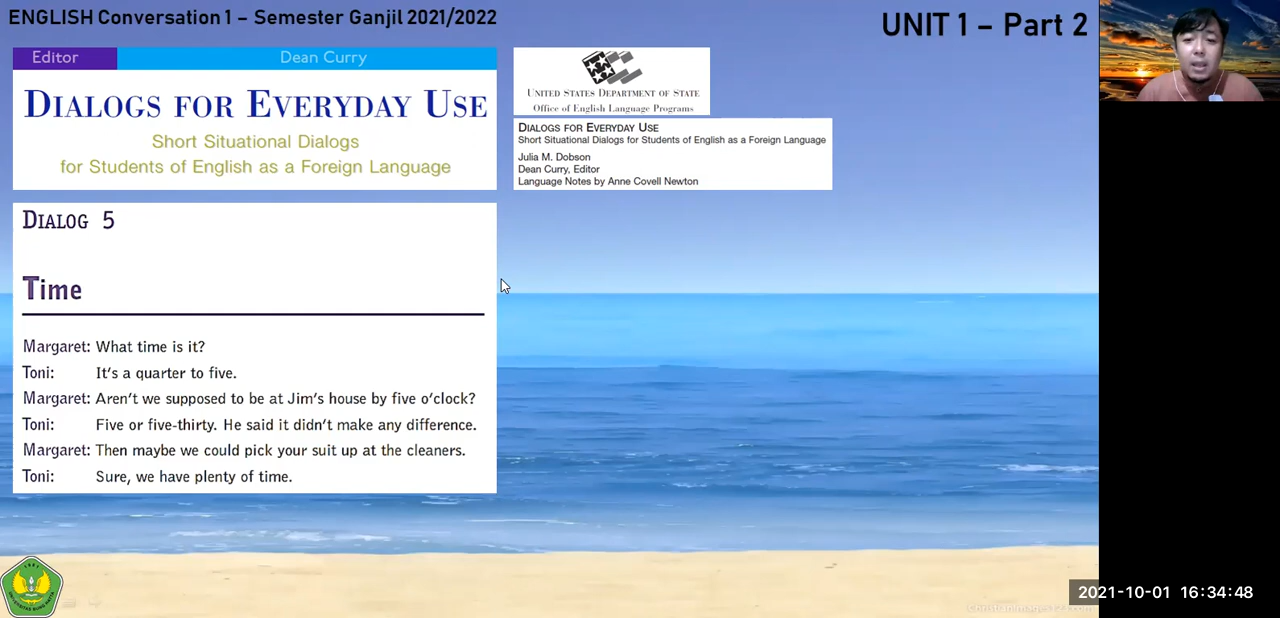 ENGLISH Conversation 1 – Semester Ganjil 2021/2022
UNIT 1 – Part 2
Editor
Dean Curry
DIALOGS FOR EVERYDAY USE
Short Situational Dialogs
for Students of English as a Foreign Language
UNITED STATES DEPARTMENT OF STATE
Office of English Language Programs
DIALOGS FOR EVERYDAY USE
Short Situational Dialogs for Students of English as a Foreign Language
Julia M. Dobson
Dean Curry, Editor
Language Notes by Anne Covell Newton
DIALOG 5
Time
Margaret: What time is it?
Toni: It's a quarter to five.
Margaret: Aren't we supposed to be at Jim's house by five o'clock?
Toni: Five or five-thirty. He said it didn't make any difference.
Margaret: Then maybe we could pick your suit up at the cleaners.
Toni: Sure, we have plenty of time.
UNIVERSITAS BUNG HATTA
2021-10-01 16:34:48